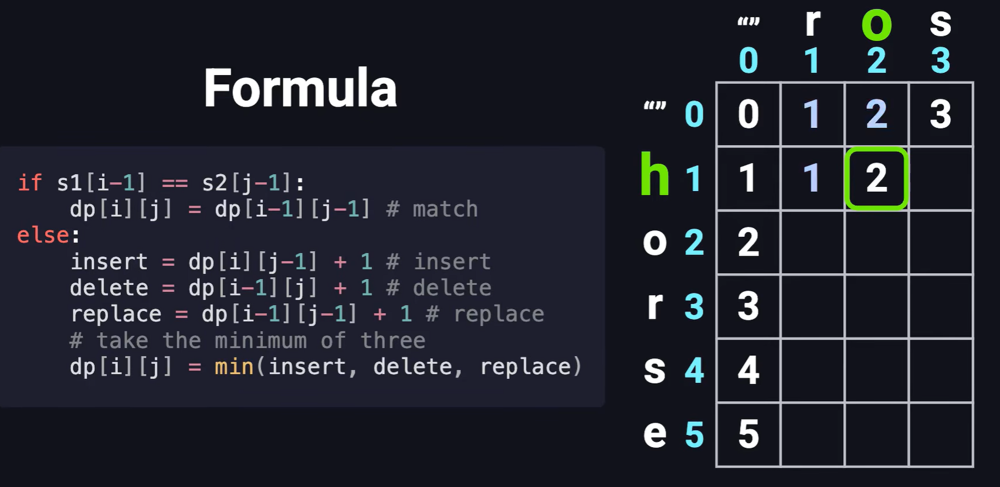 Formula
if s1[i-1] == s2[j-1]:
    dp[i][j] = dp[i-1][j-1] # match
else:
    insert = dp[i][j-1] + 1 # insert
    delete = dp[i-1][j] + 1 # delete
    replace = dp[i-1][j-1] + 1 # replace
    # take the minimum of three
    dp[i][j] = min(insert, delete, replace)
“” r o s
0 1 2 3
“” 0 0 1 2 3
h 1 1 1 2
o 2 2
r 3 3
s 4 4
e 5 5